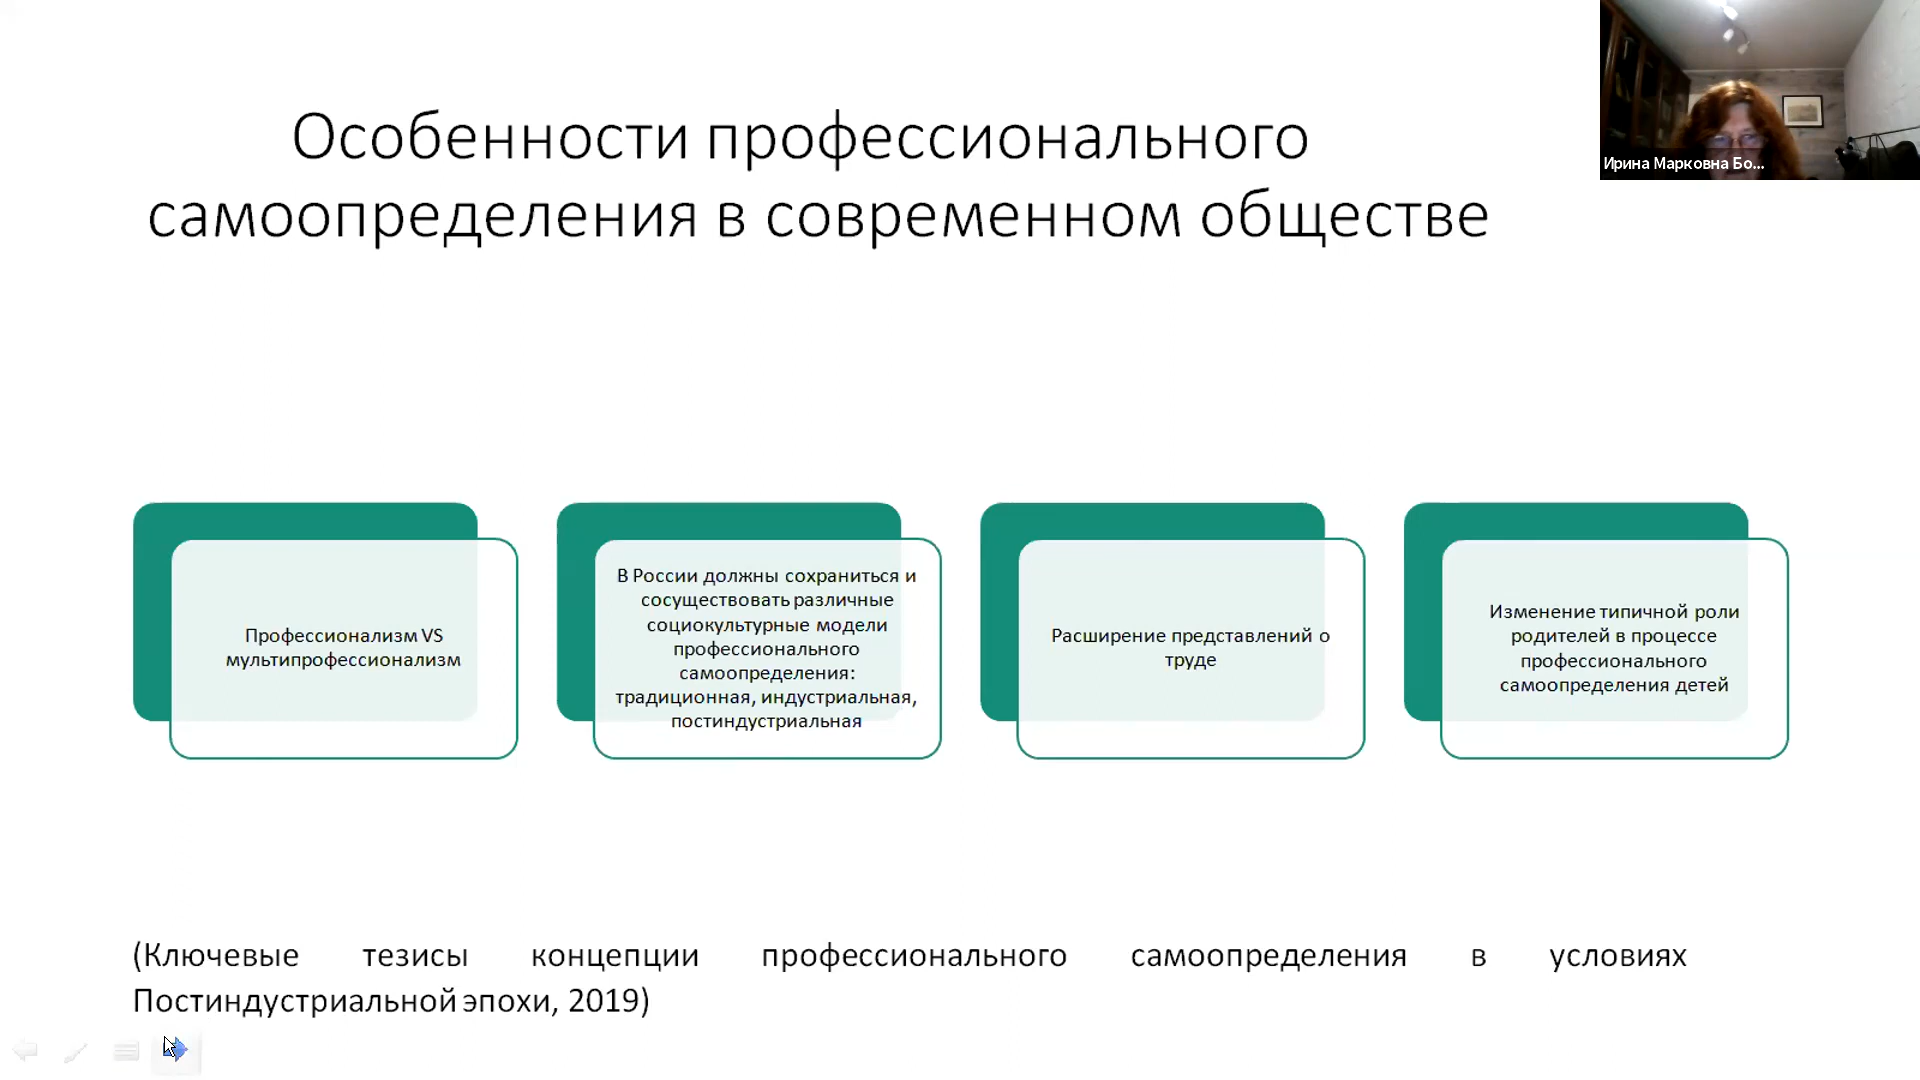 Особенности профессионального
самоопределения в современном обществе
Ирина Марковна Бо...
Профессионализм VS
мультипрофессионализм
В России должны сохраниться и
сосуществовать различные
социокультурные модели
профессионального
самоопределения:
традиционная, индустриальная,
постиндустриальная
Расширение представлений о
труде
Изменение типичной роли
родителей в процессе
профессионального
самоопределения детей
(Ключевые тезисы концепции профессионального самоопределения в условиях
Постиндустриальной эпохи, 2019)